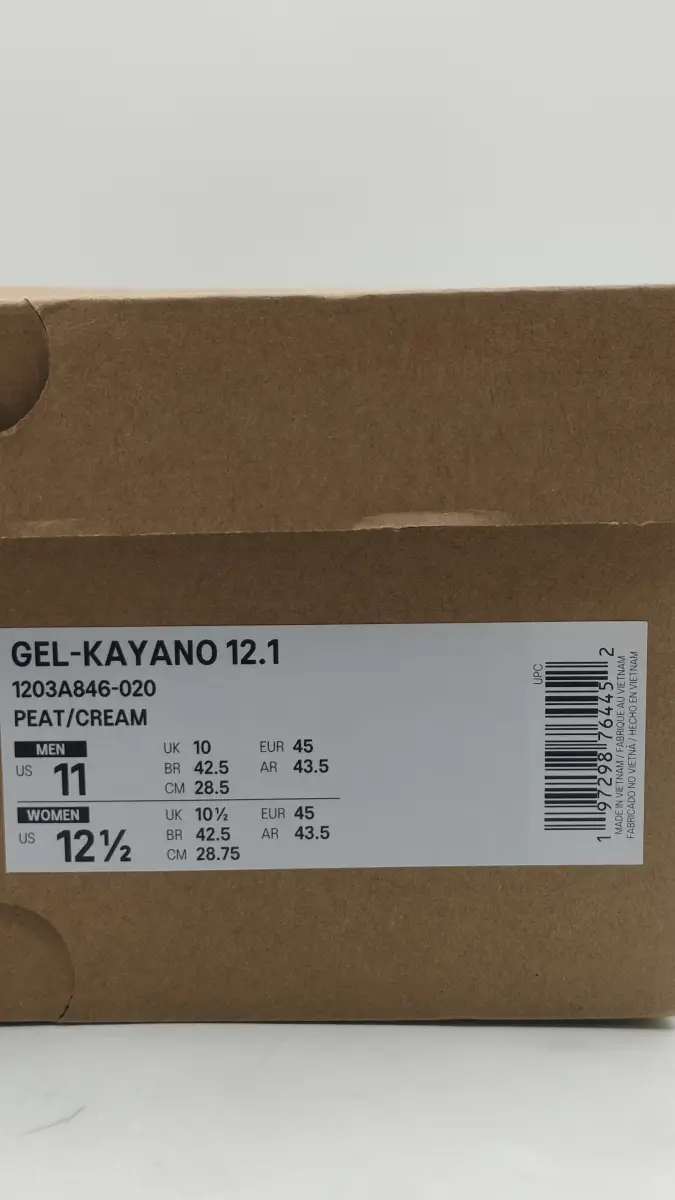 GEL-KAYANO 12.1
1203A846-020
PEAT/CREAM
MEN
US 11
UK 10 EUR 45
BR 42.5 AR 43.5
CM 28.5
WOMEN
US 12½
UK 10½ EUR 45
BR 42.5 AR 43.5
CM 28.75
UPC
1 97298 76445 2
MADE IN VIETNAM / FABRIQUÉ AU VIETNAM
FABRICADO NO VIETNÃ / HECHO EN VIETNAM